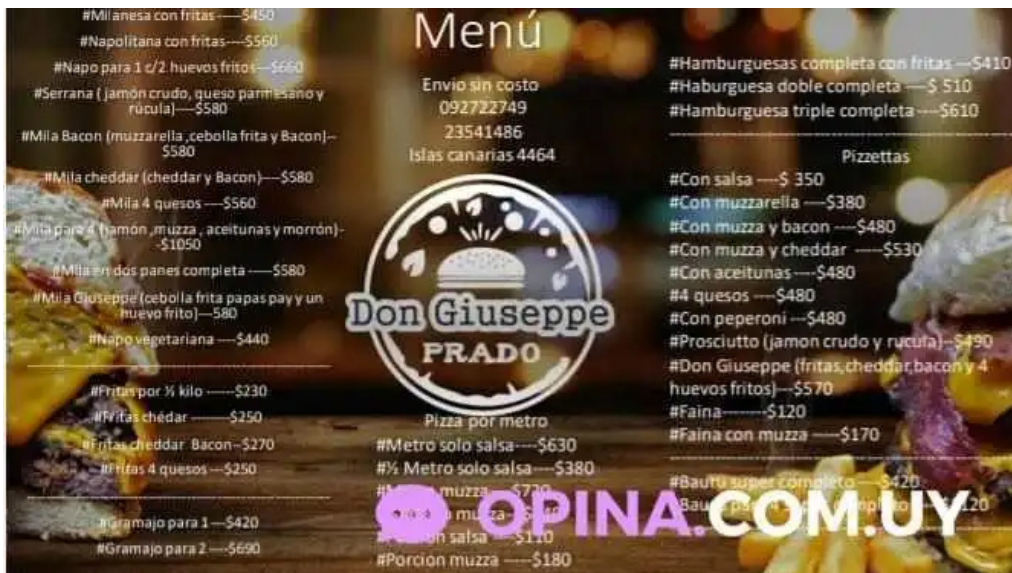 #Milanesa con fritas -----$450
#Napolitana con fritas----$560
#Napo para 1 c/2 huevos fritos---$660
#Serrana ( jamón crudo, queso parmesano y
rúcula)----$580
#Mila Bacon (muzzarella ,cebolla frita y Bacon)--
$580
#Mila cheddar (cheddar y Bacon)----$580
#Mila 4 quesos ----$560
#Mila para 4 (jamón ,muzza , aceitunas y morrón)-
-$1050
#Mila en dos panes completa -----$580
#Mila Giuseppe (cebolla frita papas pay y un
huevo frito)---580
#Napo vegetariana ----$440
#Fritas por ½ kilo ------$230
#Fritas chédar --------$250
#Fritas cheddar Bacon--$270
#Fritas 4 quesos ---$250
#Gramajo para 1---$420
#Gramajo para 2 ----$690
Menú
Envio sin costo
092722749
23541486
Islas canarias 4464
Don Giuseppe
PRADO
Pizza por metro
#Metro solo salsa----$630
#½ Metro solo salsa----$380
muzza
muzza
salsa ---$110
#Porcion muzza ----$180
#Hamburguesas completa con fritas ---$410
#Haburguesa doble completa ----$ 510
#Hamburguesa triple completa ----$610
Pizzettas
#Con salsa ----$ 350
#Con muzzarella ----$380
#Con muzza y bacon ----$480
#Con muzza y cheddar -----$530
#Con aceitunas ----$480
#4 quesos ----$480
#Con peperoni ---$480
#Prosciutto (jamon crudo y rucula)--$490
#Don Giuseppe (fritas,cheddar,bacon y 4
huevos fritos)---$570
#Faina--------$120
#Faina con muzza -----$170
#Bautu super completo ----$420
OPINA.COM.UY